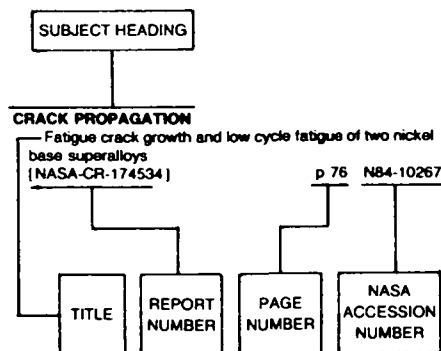 SUBJECT HEADING
CRACK PROPAGATION
Fatigue crack growth and low cycle fatigue of two nickel
base superalloys
[NASA-CR-174534] p 76 N84-10267
TITLE
REPORT
NUMBER
PAGE
NUMBER
NASA
ACCESSION
NUMBER